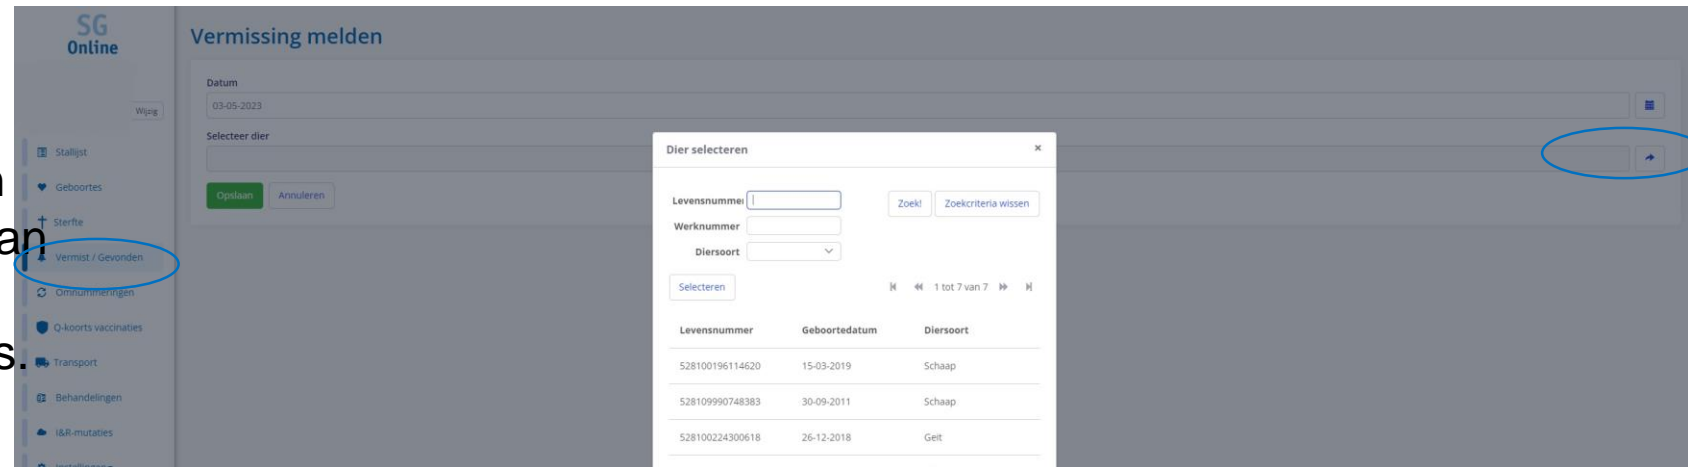 SG
Online
Wijzig
Stallijst
Geboortes
Sterfte
an
Vermist / Gevonden
Omnummeringen
Q-koorts vaccinaties
s.
Transport
Behandelingen
I&R-mutaties
Vermissing melden
Datum
03-05-2023
Selecteer dier
Opslaan Annuleren
Dier selecteren ×
Levensnummer Zoek! Zoekcriteria wissen
Werknummer
Diersoort
Selecteren 1 tot 7 van 7
Levensnummer Geboortedatum Diersoort
528100196114620 15-03-2019 Schaap
528109990748383 30-09-2011 Schaap
528100224300618 26-12-2018 Geit